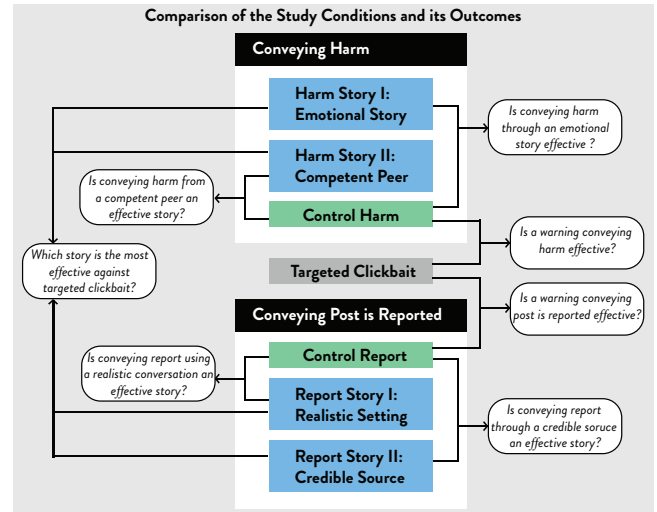 Comparison of the Study Conditions and its Outcomes
Conveying Harm
Harm Story I:
Emotional Story
Is conveying harm
through an emotional
story effective ?
Harm Story II:
Competent Peer
Is conveying harm from
a competent peer an
effective story?
Control Harm
Is a warning conveying
harm effective?
Which story is the most
effective against
targeted clickbait?
Targeted Clickbait
Is a warning conveying
post is reported effective?
Conveying Post is Reported
Control Report
Is conveying report using
a realistic conversation an
effective story?
Report Story I:
Realistic Setting
Is conveying report
through a credible soruce
an effective story?
Report Story II:
Credible Source